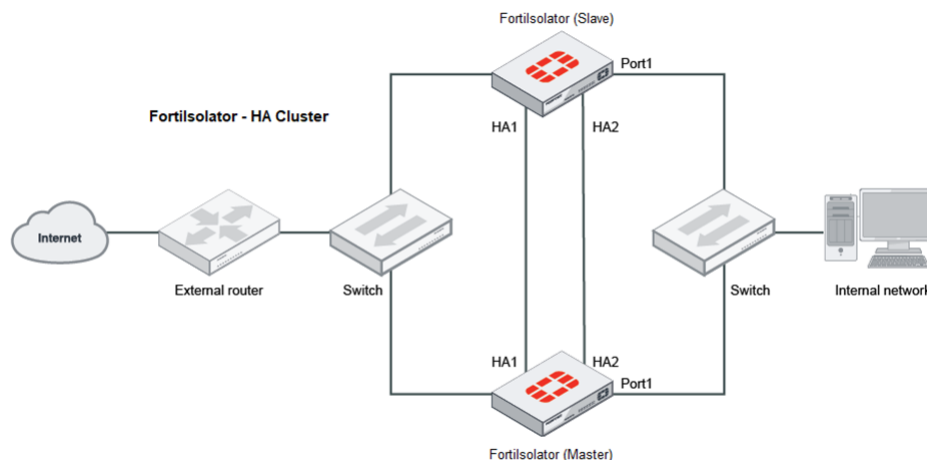 FortiIsolator (Slave)
Port1
FortiIsolator - HA Cluster
HA1
HA2
Internet
External router
Switch
Switch
Internal network
HA1
HA2
Port1
FortiIsolator (Master)